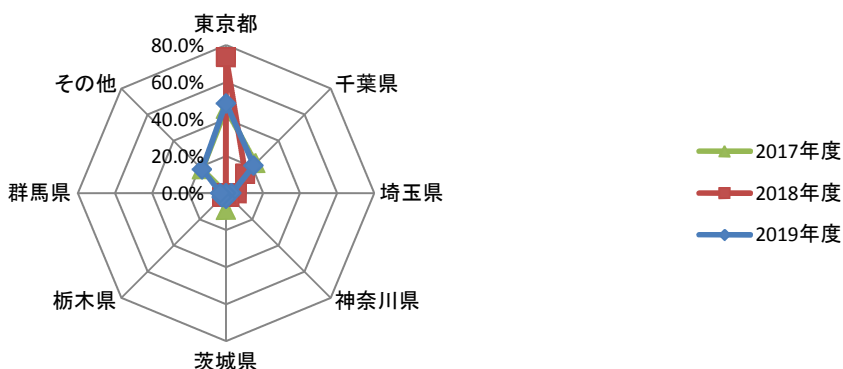 東京都
80.0%
60.0%
40.0%
20.0%
0.0%
千葉県
埼玉県
神奈川県
茨城県
栃木県
群馬県
その他
2017年度
2018年度
2019年度